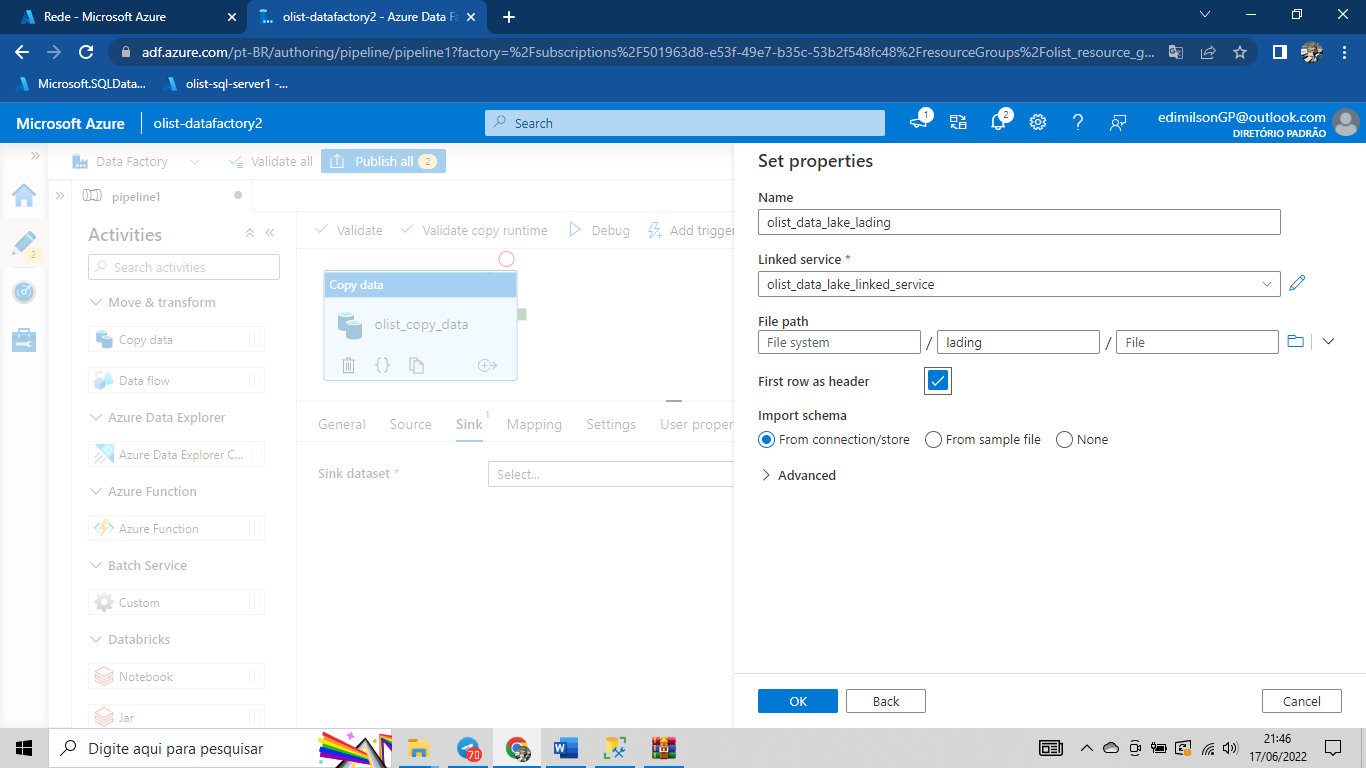 Rede - Microsoft Azure
olist-datafactory2 - Azure Data Fa
adf.azure.com/pt-BR/authoring/pipeline/pipeline1?factory=%2Fsubscriptions%2F501963d8-e53f-49e7-b35c-53b2f548fc48%2FresourceGroups%2Folist_resource_g...
Microsoft.SQLData...
olist-sql-server1 -...
Microsoft Azure
olist-datafactory2
Search
1
2
edimilsonGP@outlook.com
DIRETÓRIO PADRÃO
Data Factory
Validate all
Publish all 2
pipeline1
2
Activities
Search activities
Move & transform
Copy data
Data flow
Azure Data Explorer
Azure Data Explorer C...
Azure Function
Azure Function
Batch Service
Custom
Databricks
Notebook
Jar
Validate
Validate copy runtime
Debug
Add trigger
Copy data
olist_copy_data
General
Source
Sink 1
Mapping
Settings
User proper
Sink dataset *
Select...
Set properties
Name
olist_data_lake_lading
Linked service *
olist_data_lake_linked_service
File path
File system / lading / File
First row as header
Import schema
From connection/store
From sample file
None
Advanced
OK
Back
Cancel
Digite aqui para pesquisar
70
21:46
17/06/2022